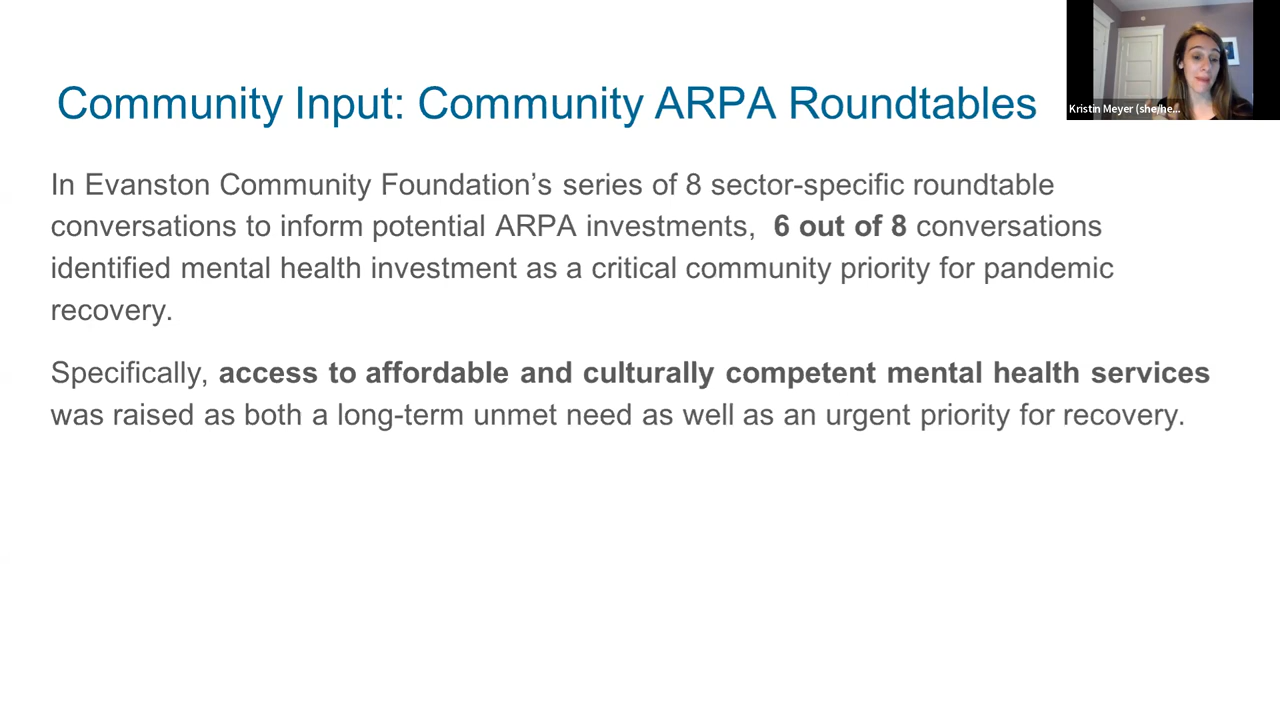 Community Input: Community ARPA Roundtables
Kristin Meyer (she/he...
In Evanston Community Foundation’s series of 8 sector-specific roundtable
conversations to inform potential ARPA investments,  6 out of 8 conversations
identified mental health investment as a critical community priority for pandemic
recovery.
Specifically, access to affordable and culturally competent mental health services
was raised as both a long-term unmet need as well as an urgent priority for recovery.